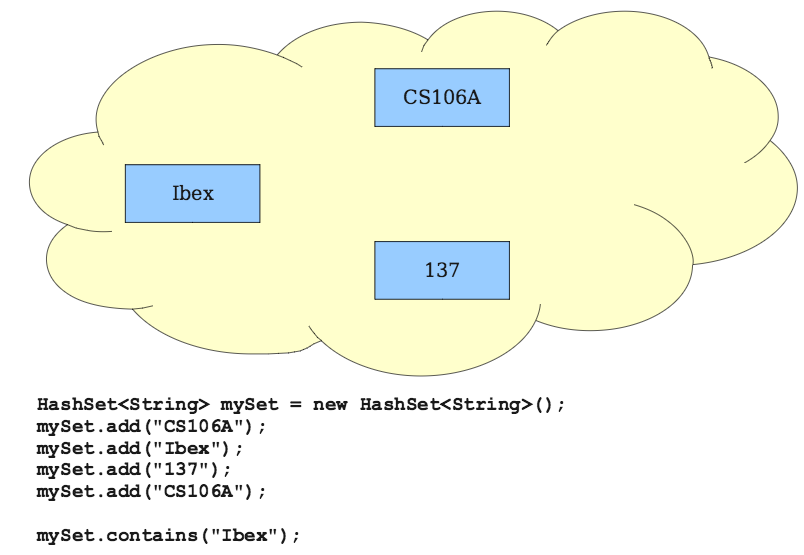 CS106A
Ibex
137
HashSet<String> mySet = new HashSet<String>();
mySet.add("CS106A");
mySet.add("Ibex");
mySet.add("137");
mySet.add("CS106A");
mySet.contains("Ibex");